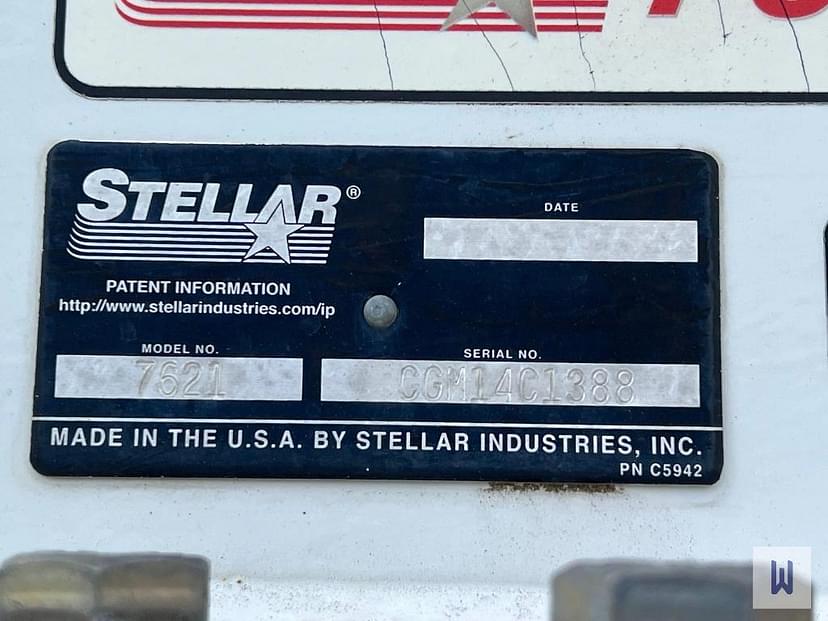 STELLAR®
DATE
PATENT INFORMATION
http://www.stellarindustries.com/ip
MODEL NO.
7621
SERIAL NO.
CGM14C1388
MADE IN THE U.S.A. BY STELLAR INDUSTRIES, INC.
PN C5942
W